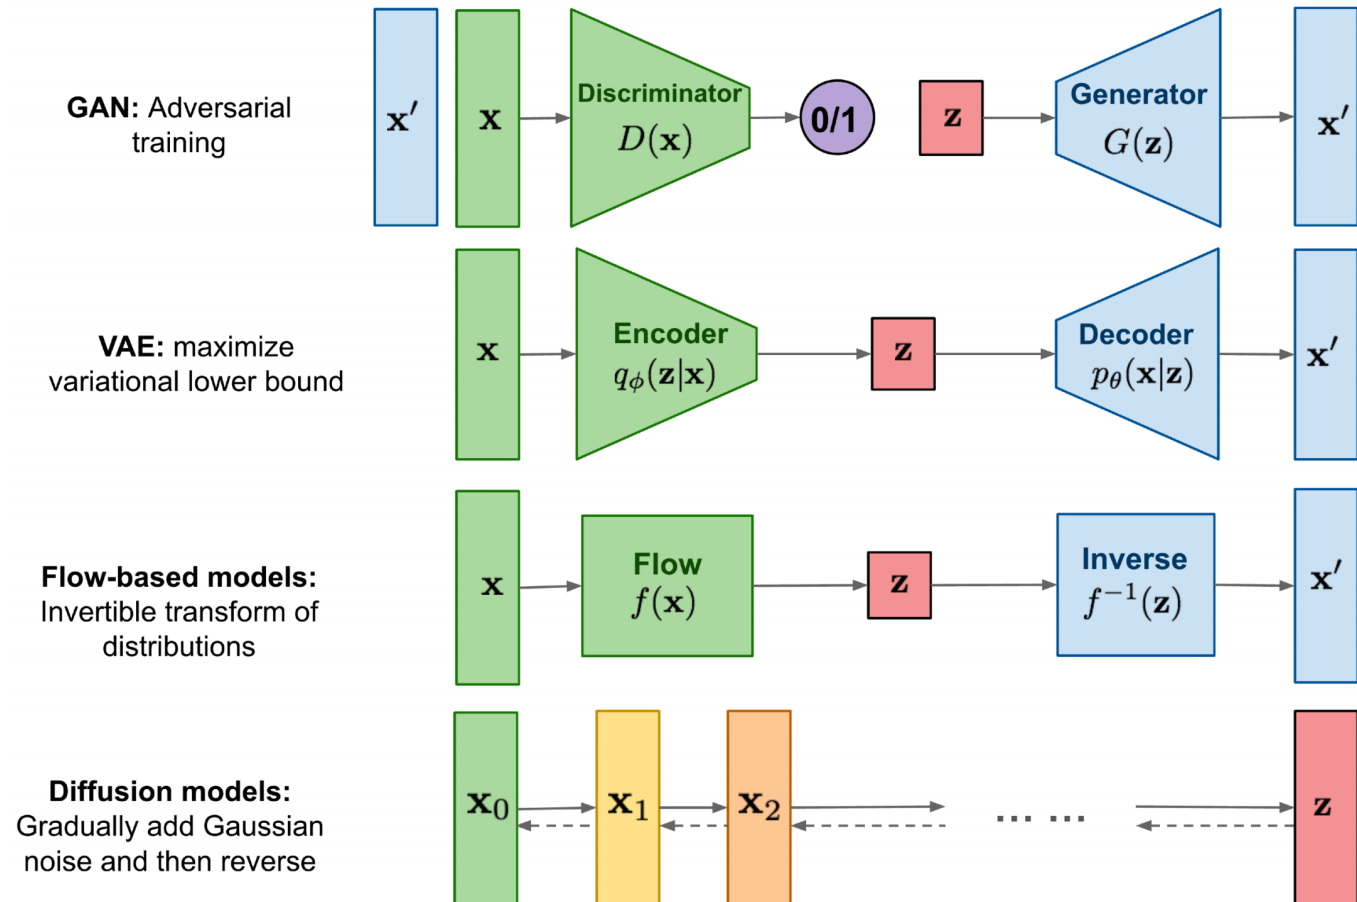 GAN: Adversarial
training
x′
x
Discriminator
D(x)
0/1
z
Generator
G(z)
x′
VAE: maximize
variational lower bound
x
Encoder
qϕ(z|x)
z
Decoder
pθ(x|z)
x′
Flow-based models:
Invertible transform of
distributions
x
Flow
f(x)
z
Inverse
f⁻¹(z)
x′
Diffusion models:
Gradually add Gaussian
noise and then reverse
x₀
x₁
x₂
... ...
z